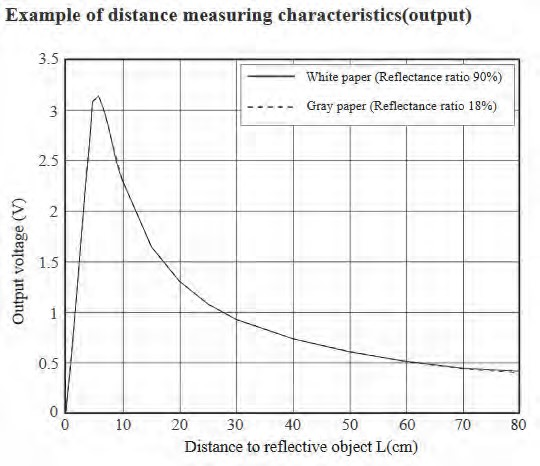 Example of distance measuring characteristics(output)
3.5
3
2.5
2
1.5
1
0.5
0
Output voltage (V)
White paper (Reflectance ratio 90%)
Gray paper (Reflectance ratio 18%)
0 10 20 30 40 50 60 70 80
Distance to reflective object L(cm)